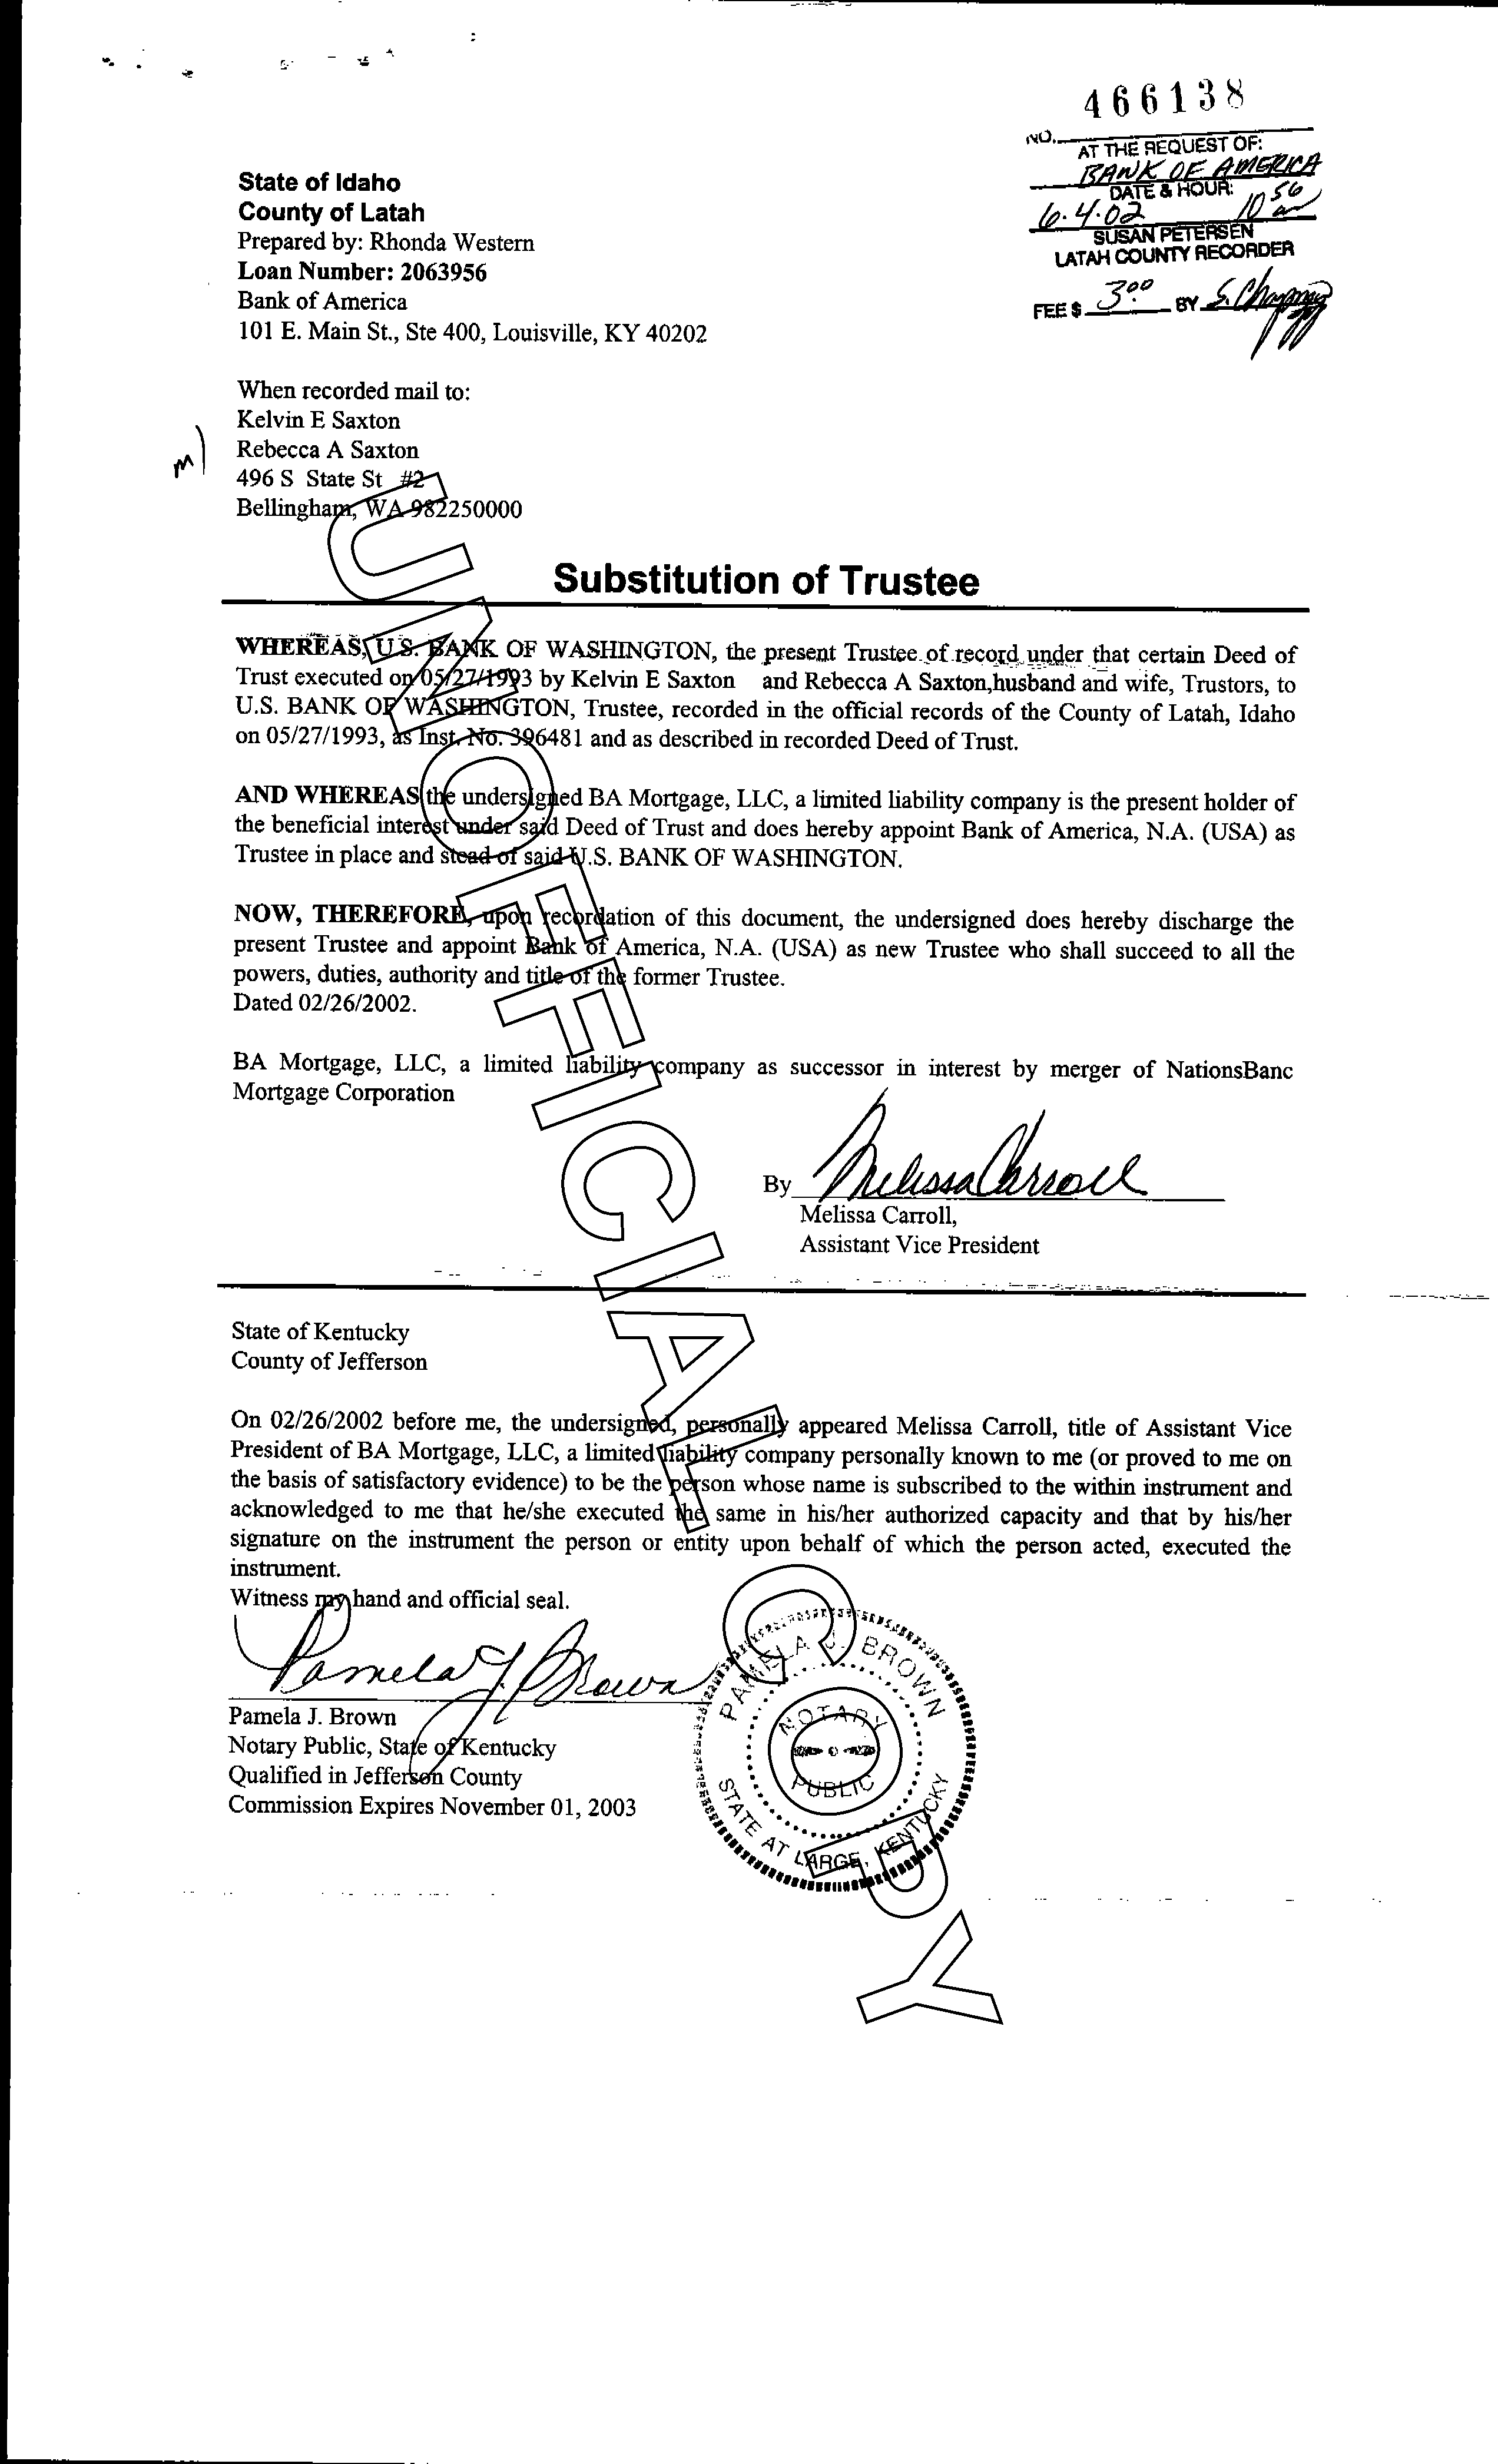 466138
NO.
AT THE REQUEST OF:
BANK OF AMERICA
DATE & HOUR:
6.4.02 10 56 am
SUSAN PETERSEN
LATAH COUNTY RECORDER
FEE $ 3.00 BY S. Chapman
State of Idaho
County of Latah
Prepared by: Rhonda Western
Loan Number: 2063956
Bank of America
101 E. Main St., Ste 400, Louisville, KY 40202
When recorded mail to:
Kelvin E Saxton
Rebecca A Saxton
m)
496 S State St #2
Bellingham, WA 982250000
Substitution of Trustee
WHEREAS, U.S. BANK OF WASHINGTON, the present Trustee of record under that certain Deed of
Trust executed on 05/27/1993 by Kelvin E Saxton and Rebecca A Saxton,husband and wife, Trustors, to
U.S. BANK OF WASHINGTON, Trustee, recorded in the official records of the County of Latah, Idaho
on 05/27/1993, as Inst. No. 396481 and as described in recorded Deed of Trust.
AND WHEREAS the undersigned BA Mortgage, LLC, a limited liability company is the present holder of
the beneficial interest under said Deed of Trust and does hereby appoint Bank of America, N.A. (USA) as
Trustee in place and stead of said U.S. BANK OF WASHINGTON.
NOW, THEREFORE, upon recordation of this document, the undersigned does hereby discharge the
present Trustee and appoint Bank of America, N.A. (USA) as new Trustee who shall succeed to all the
powers, duties, authority and title of the former Trustee.
Dated 02/26/2002.
BA Mortgage, LLC, a limited liability company as successor in interest by merger of NationsBanc
Mortgage Corporation
By Melissa Carroll
Melissa Carroll,
Assistant Vice President
State of Kentucky
County of Jefferson
On 02/26/2002 before me, the undersigned, personally appeared Melissa Carroll, title of Assistant Vice
President of BA Mortgage, LLC, a limited liability company personally known to me (or proved to me on
the basis of satisfactory evidence) to be the person whose name is subscribed to the within instrument and
acknowledged to me that he/she executed the same in his/her authorized capacity and that by his/her
signature on the instrument the person or entity upon behalf of which the person acted, executed the
instrument.
Witness my hand and official seal.
Pamela J. Brown
Pamela J. Brown
Notary Public, State of Kentucky
Qualified in Jefferson County
Commission Expires November 01, 2003
PAMELA J. BROWN
NOTARY
PUBLIC
STATE AT LARGE, KENTUCKY
UNOFFICIAL COPY